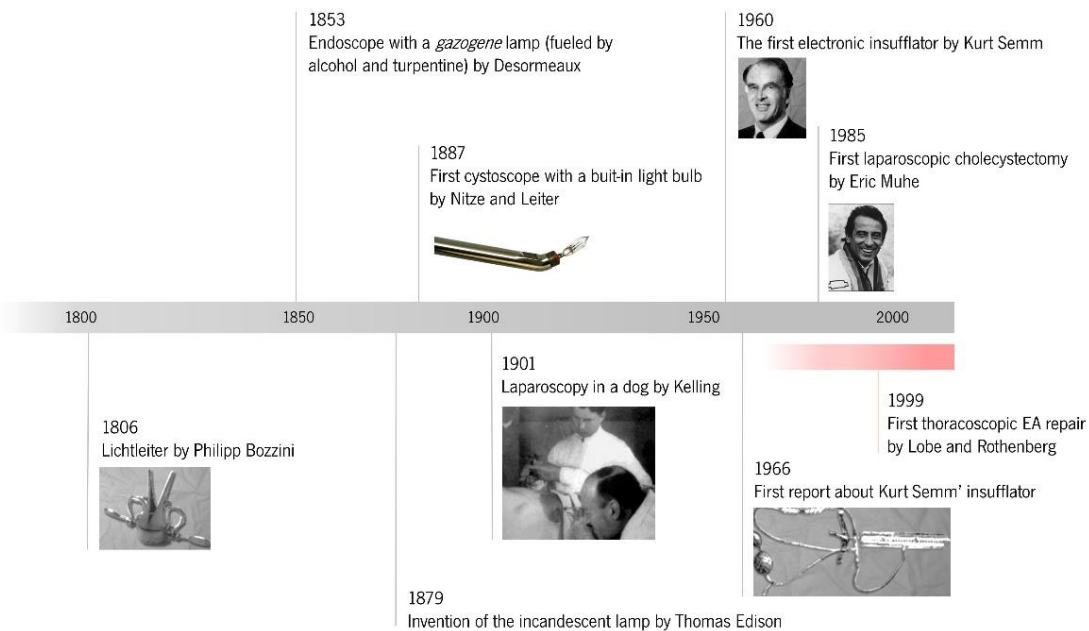 1853
Endoscope with a gazogene lamp (fueled by
alcohol and turpentine) by Desormeaux
1960
The first electronic insufflator by Kurt Semm
1887
First cystoscope with a buit-in light bulb
by Nitze and Leiter
1985
First laparoscopic cholecystectomy
by Eric Muhe
1800
1850
1900
1950
2000
1806
Lichtleiter by Philipp Bozzini
1901
Laparoscopy in a dog by Kelling
1999
First thoracoscopic EA repair
by Lobe and Rothenberg
1966
First report about Kurt Semm' insufflator
1879
Invention of the incandescent lamp by Thomas Edison